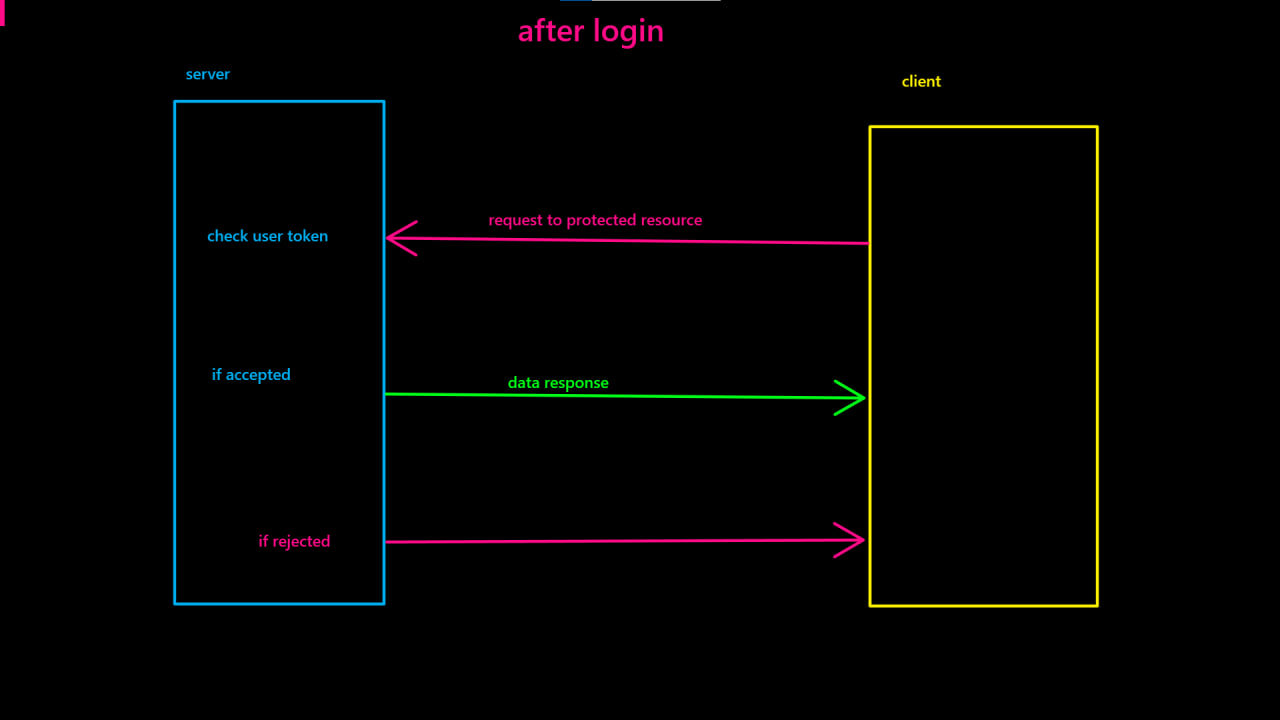 after login
server
client
request to protected resource
check user token
if accepted
data response
if rejected